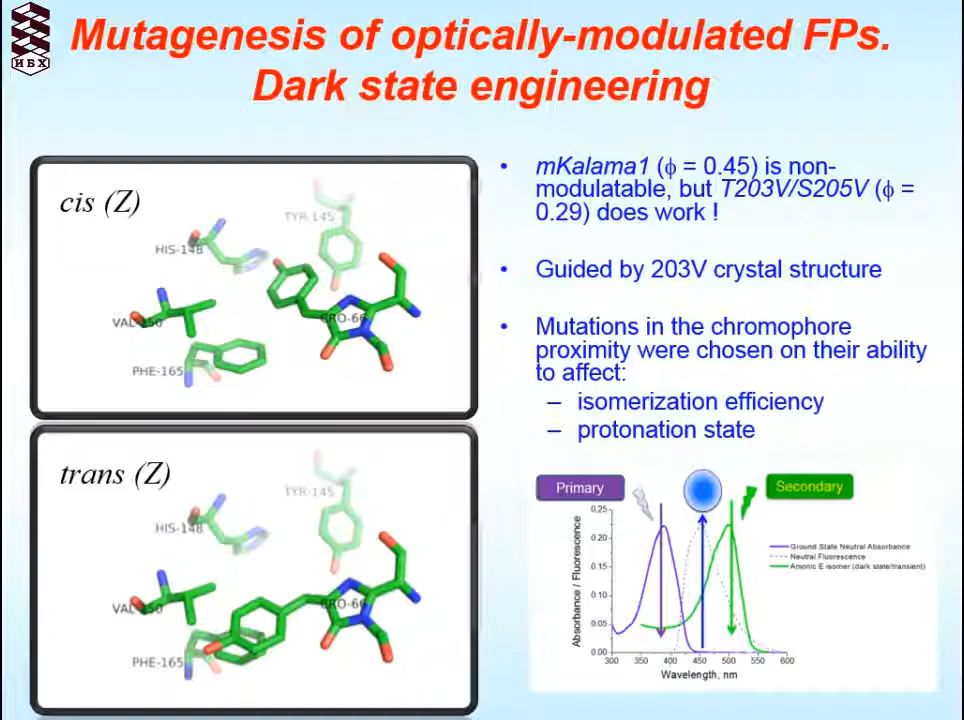 ИБХ
Mutagenesis of optically-modulated FPs.
Dark state engineering
cis (Z)
TYR-145
HIS-148
CRO-66
VAL-150
PHE-165
trans (Z)
TYR-145
HIS-148
CRO-66
VAL-150
PHE-165
• mKalama1 (ϕ = 0.45) is non-
modulatable, but T203V/S205V (ϕ =
0.29) does work !
• Guided by 203V crystal structure
• Mutations in the chromophore
proximity were chosen on their ability
to affect:
– isomerization efficiency
– protonation state
Primary
Secondary
Absorbance / Fluorescence
0.25
0.20
0.15
0.10
0.05
0.00
300 350 400 450 500 550 600
Wavelength, nm
Ground State Neutral Absorbance
Neutral Fluorescence
Anionic E isomer (dark state/transient)